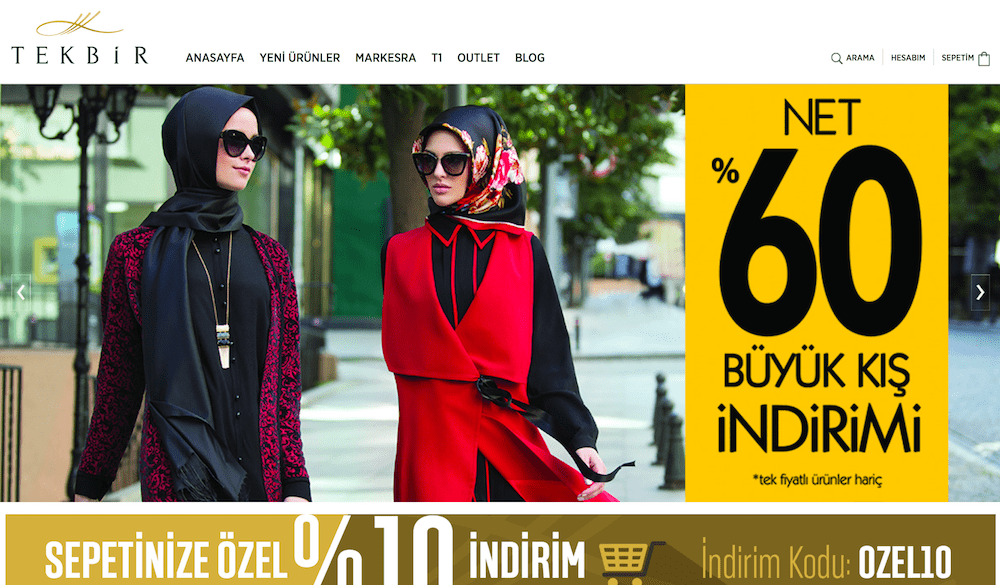 TEKBİR
ANASAYFA YENİ ÜRÜNLER MARKESRA T1 OUTLET BLOG
ARAMA HESABIM SEPETİM
NET
%60
BÜYÜK KIŞ
İNDİRİMİ
*tek fiyatlı ürünler hariç
SEPETİNİZE ÖZEL %10 İNDİRİM İndirim Kodu: OZEL10